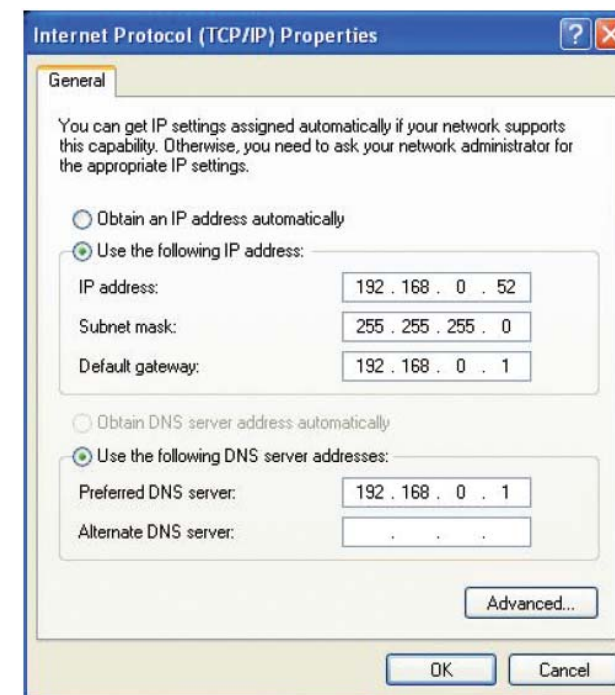 Internet Protocol (TCP/IP) Properties
General
You can get IP settings assigned automatically if your network supports
this capability. Otherwise, you need to ask your network administrator for
the appropriate IP settings.
Obtain an IP address automatically
Use the following IP address:
IP address: 192 . 168 . 0 . 52
Subnet mask: 255 . 255 . 255 . 0
Default gateway: 192 . 168 . 0 . 1
Obtain DNS server address automatically
Use the following DNS server addresses:
Preferred DNS server: 192 . 168 . 0 . 1
Alternate DNS server: . . .
Advanced...
OK Cancel